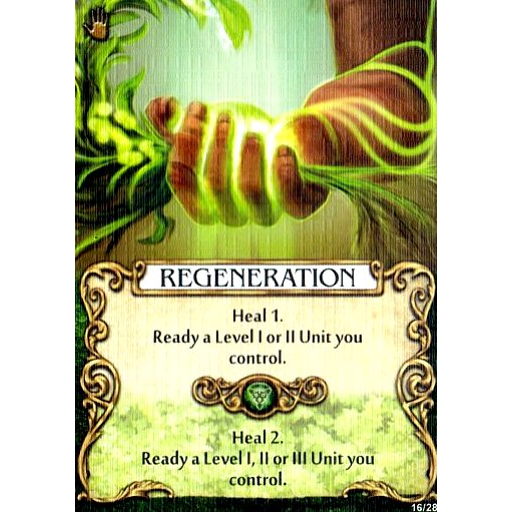 REGENERATION
Heal 1.
Ready a Level I or II Unit you
control.
Heal 2.
Ready a Level I, II or III Unit you
control.
16/28